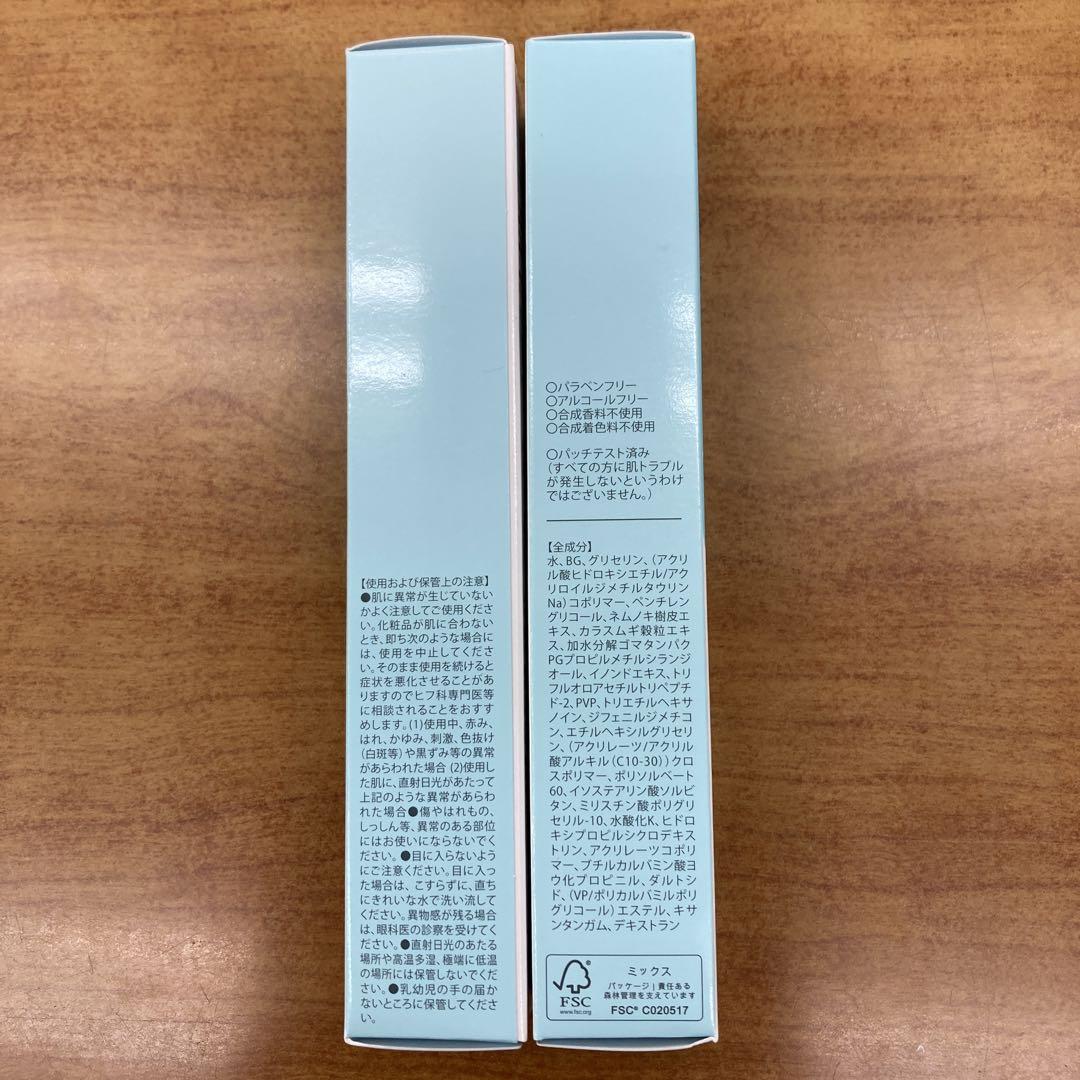 【使用および保管上の注意】
●肌に異常が生じていない
かよく注意してご使用くださ
い。化粧品が肌に合わない
とき、即ち次のような場合に
は、使用を中止してくださ
い。そのまま使用を続けると
症状を悪化させることがあ
りますのでヒフ科専門医等
に相談されることをおすす
めします。(1)使用中、赤み、
はれ、かゆみ、刺激、色抜け
(白斑等)や黒ずみ等の異常
があらわれた場合 (2)使用し
た肌に、直射日光があたって
上記のような異常があらわ
れた場合●傷やはれもの、
しっしん等、異常のある部位
にはお使いにならないでく
ださい。●目に入らないよう
にご注意ください。目に入っ
た場合は、こすらずに、直ち
にきれいな水で洗い流して
ください。異物感が残る場合
は、眼科医の診察を受けてく
ださい。●直射日光のあたる
場所や高温多湿、極端に低温
の場所には保管しないでくだ
さい。●乳幼児の手の届か
ないところに保管してくださ
い。
○パラベンフリー
○アルコールフリー
○合成香料不使用
○合成着色料不使用
○パッチテスト済み
(すべての方に肌トラブル
が発生しないというわけ
ではございません。)
【全成分】
水、BG、グリセリン、(アクリ
ル酸ヒドロキシエチル/アク
リロイルジメチルタウリン
Na)コポリマー、ペンチレン
グリコール、ネムノキ樹皮エ
キス、カラスムギ穀粒エキ
ス、加水分解ゴマタンパク
PGプロピルメチルシランジ
オール、イノンドエキス、トリ
フルオロアセチルトリペプチ
ド-2、PVP、トリエチルヘキサ
ノイン、ジフェニルジメチコ
ン、エチルヘキシルグリセリ
ン、(アクリレーツ/アクリル
酸アルキル(C10-30))クロ
スポリマー、ポリソルベート
60、イソステアリン酸ソルビ
タン、ミリスチン酸ポリグリ
セリル-10、水酸化K、ヒドロ
キシプロピルシクロデキス
トリン、アクリレーツコポリ
マー、ブチルカルバミン酸ヨ
ウ化プロピニル、ダルトシ
ド、(VP/ポリカルバミルポリ
グリコール)エステル、キサ
ンタンガム、デキストラン
FSC
www.fsc.org
ミックス
パッケージ|責任ある
森林管理を支えています
FSC® C020517